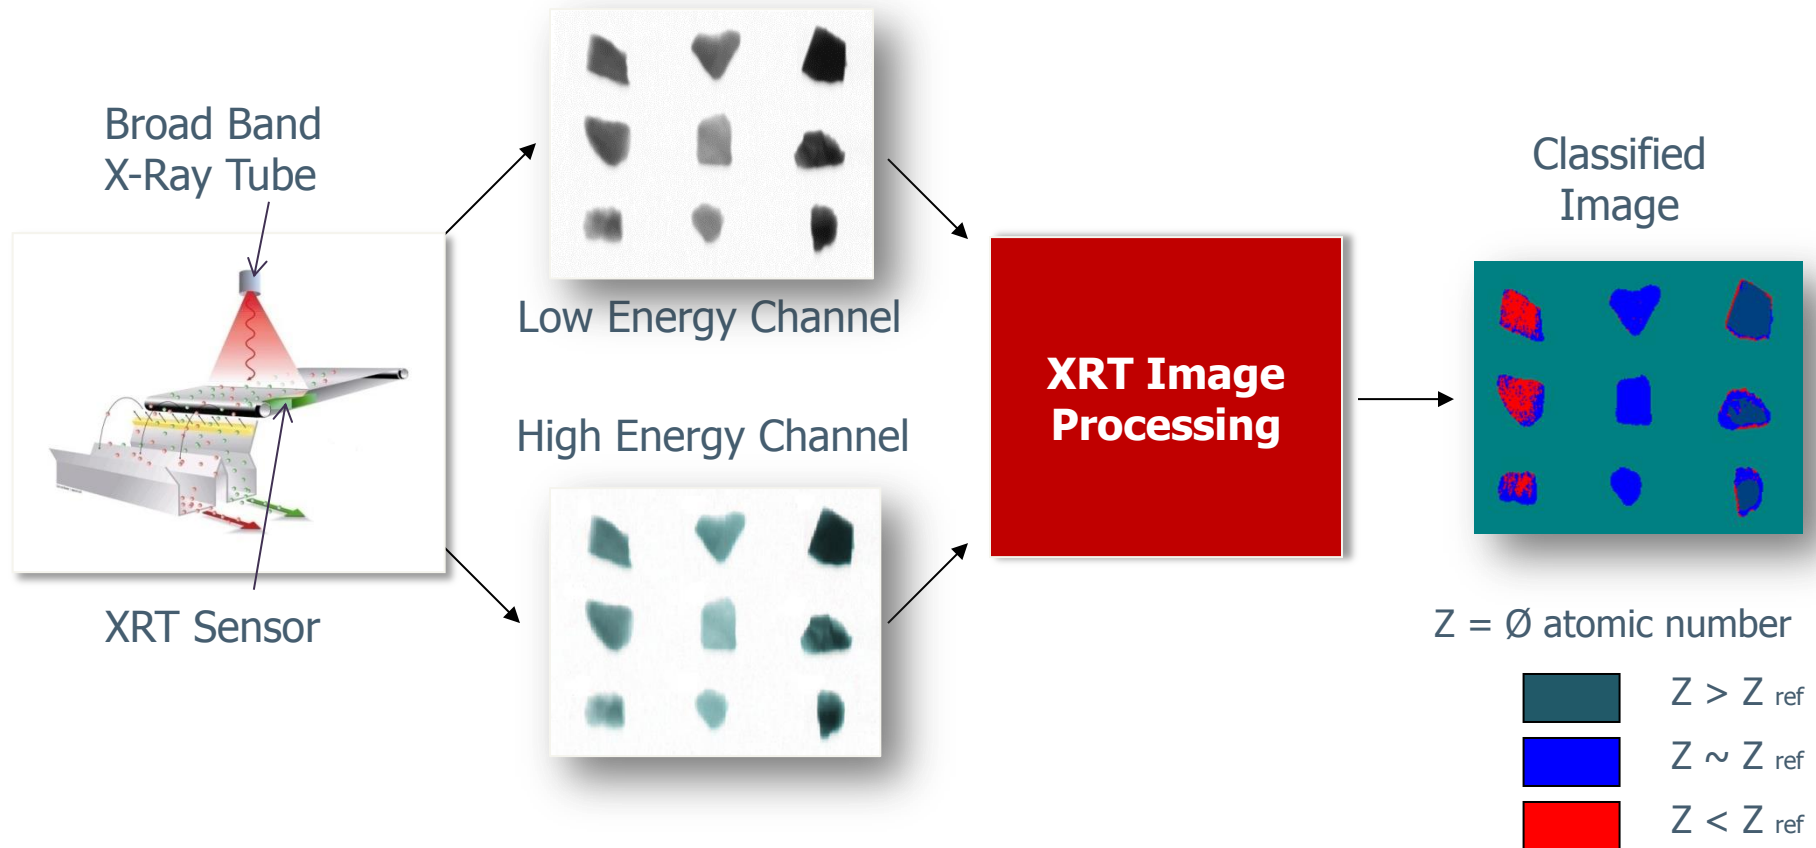 Broad Band
X-Ray Tube
XRT Sensor
Low Energy Channel
High Energy Channel
XRT Image
Processing
Classified
Image
Z = Ø atomic number
Z > Z ref
Z ~ Z ref
Z < Z ref